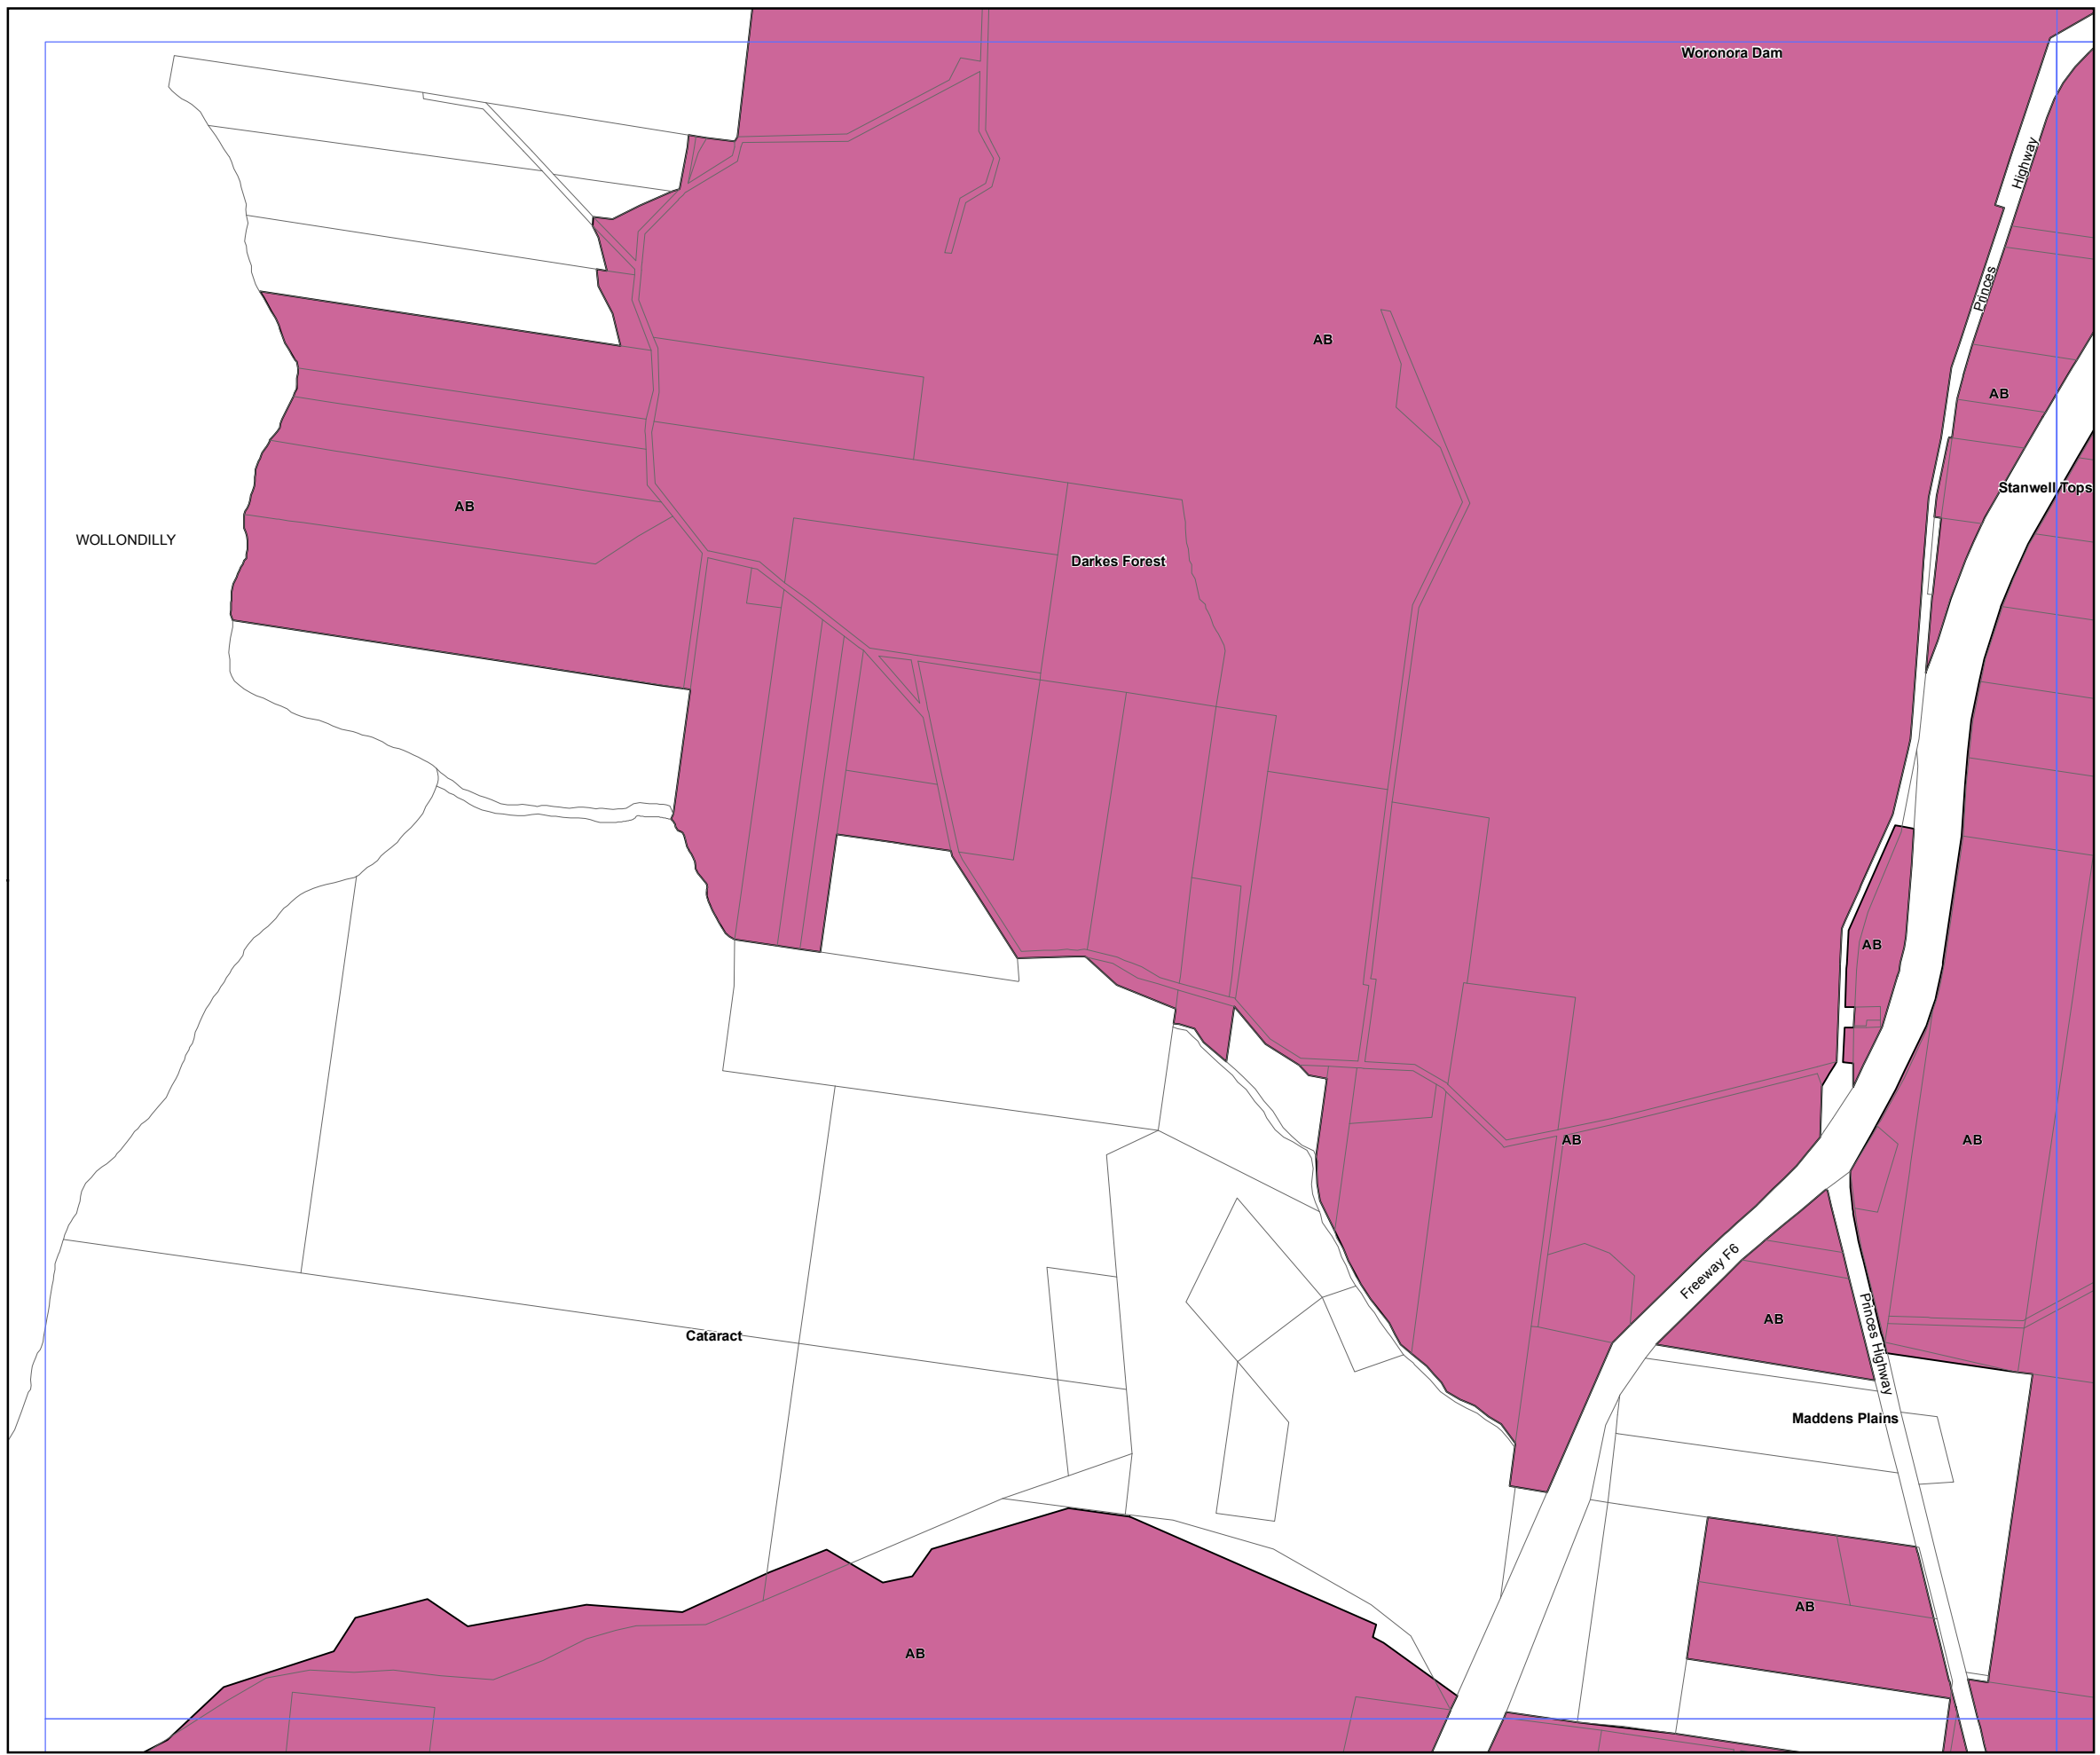 Woronora Dam
Highway
Princes
AB
AB
Stanwell Tops
AB
WOLLONDILLY
Darkes Forest
AB
AB
AB
Freeway F6
AB
Princes Highway
Cataract
Maddens Plains
AB
AB